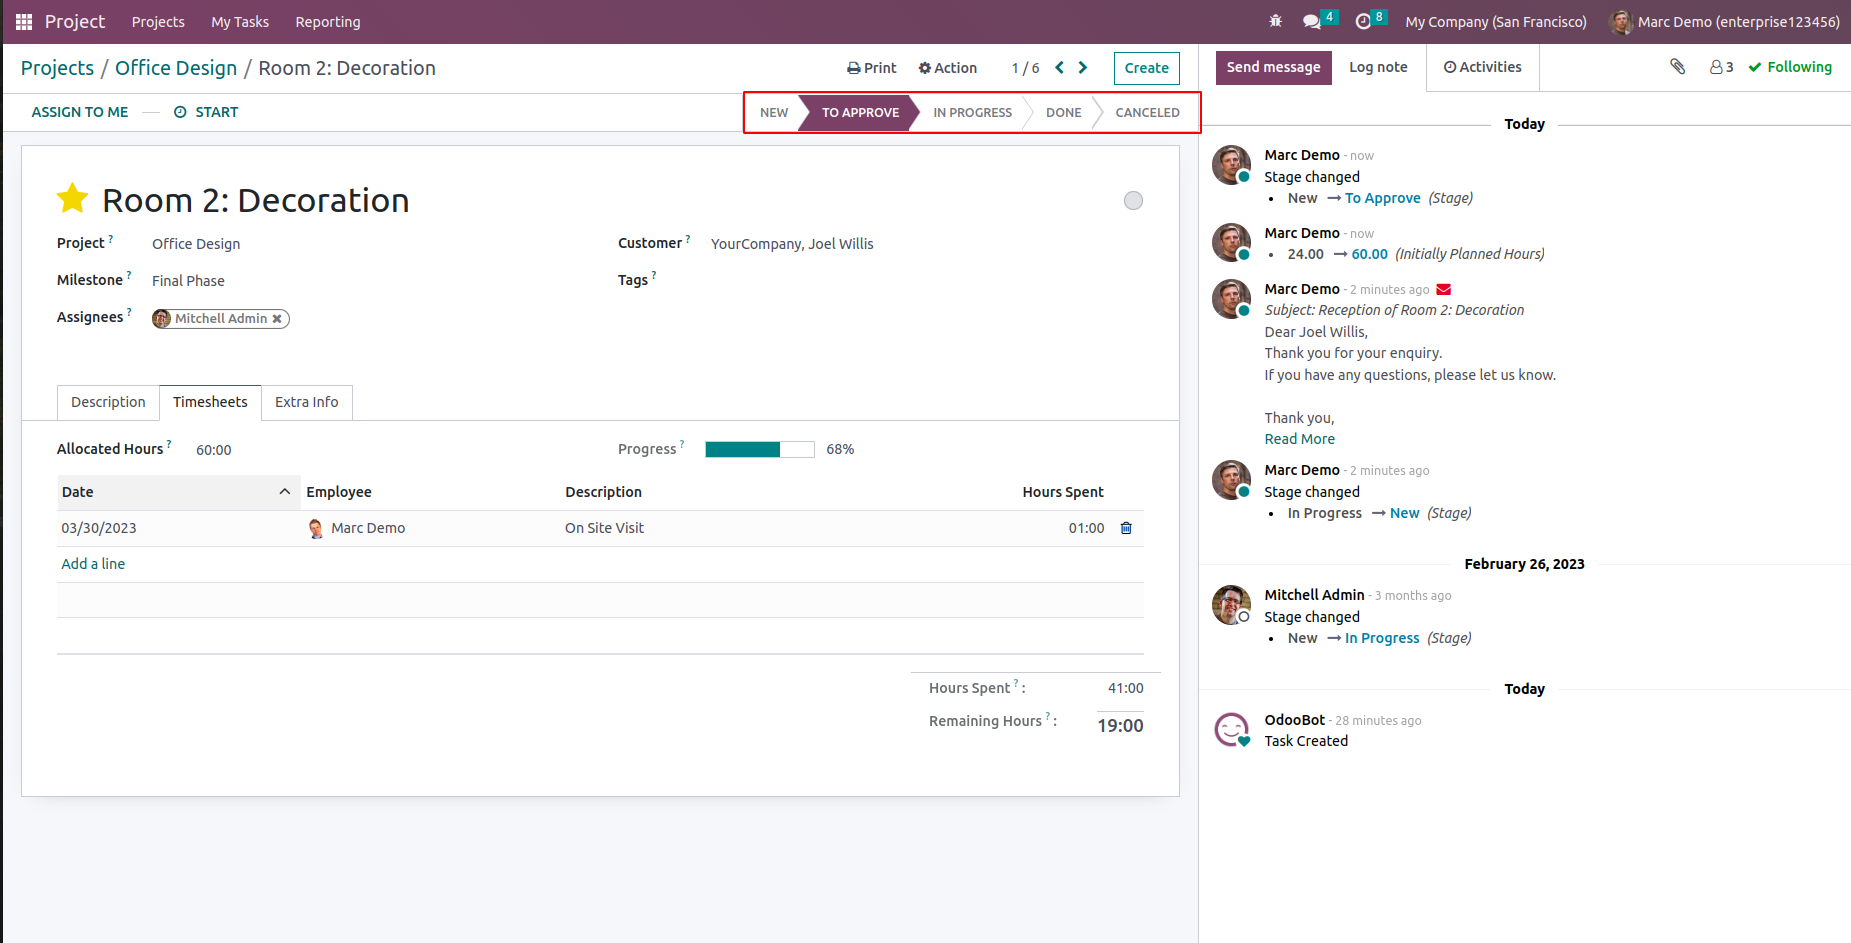 Project Projects My Tasks Reporting 4 8 My Company (San Francisco) Marc Demo (enterprise123456)
Projects / Office Design / Room 2: Decoration Print Action 1 / 6 Create
ASSIGN TO ME START NEW TO APPROVE IN PROGRESS DONE CANCELED
Room 2: Decoration
Project ? Office Design Customer ? YourCompany, Joel Willis
Milestone ? Final Phase Tags ?
Assignees ? Mitchell Admin
Description Timesheets Extra Info
Allocated Hours ? 60:00 Progress ? 68%
Date Employee Description Hours Spent
03/30/2023 Marc Demo On Site Visit 01:00
Add a line
Hours Spent ? : 41:00
Remaining Hours ? : 19:00
Send message Log note Activities 3 Following
Today
Marc Demo - now
Stage changed
• New → To Approve (Stage)
Marc Demo - now
• 24.00 → 60.00 (Initially Planned Hours)
Marc Demo - 2 minutes ago
Subject: Reception of Room 2: Decoration
Dear Joel Willis,
Thank you for your enquiry.
If you have any questions, please let us know.
Thank you,
Read More
Marc Demo - 2 minutes ago
Stage changed
• In Progress → New (Stage)
February 26, 2023
Mitchell Admin - 3 months ago
Stage changed
• New → In Progress (Stage)
Today
OdooBot - 28 minutes ago
Task Created